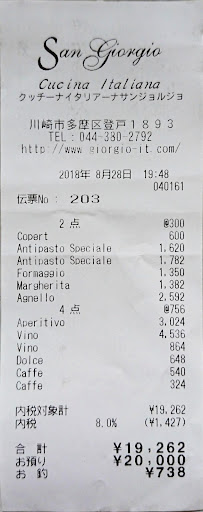 San Giorgio
Cucina Italiana
クッチーナイタリアーナサンジョルジョ
川崎市多摩区登戸1893
TEL:044-380-2792
http://www.giorgio-it.com/
2018年 8月28日 19:48
040161
伝票No: 203
2点 @300
Copert 600
Antipasto Speciale 1,620
Antipasto Speciale 1,782
Formaggio 1,350
Margherita 1,382
Agnello 2,592
4点 @756
Aperitivo 3,024
Vino 4,536
Vino 864
Dolce 648
Caffe 540
Caffe 324
内税対象計 ¥19,262
内税 8.0% (¥1,427)
合計 ¥19,262
お預り ¥20,000
お釣 ¥738